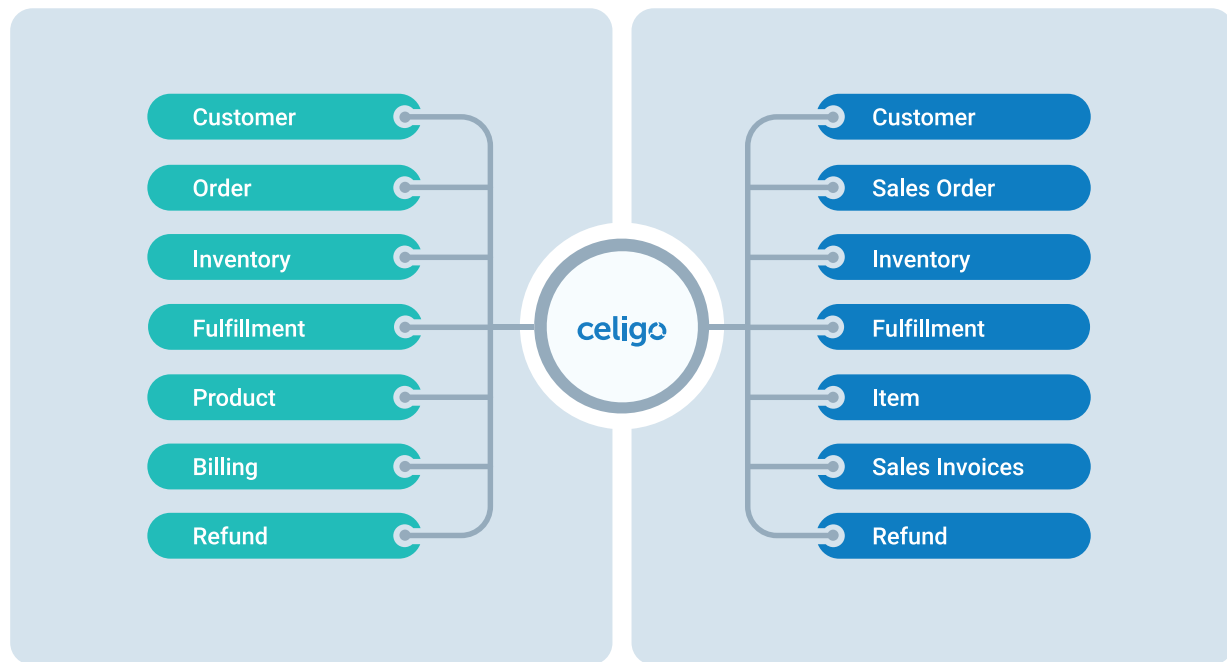 Customer
Order
Inventory
Fulfillment
Product
Billing
Refund
celigo
Customer
Sales Order
Inventory
Fulfillment
Item
Sales Invoices
Refund